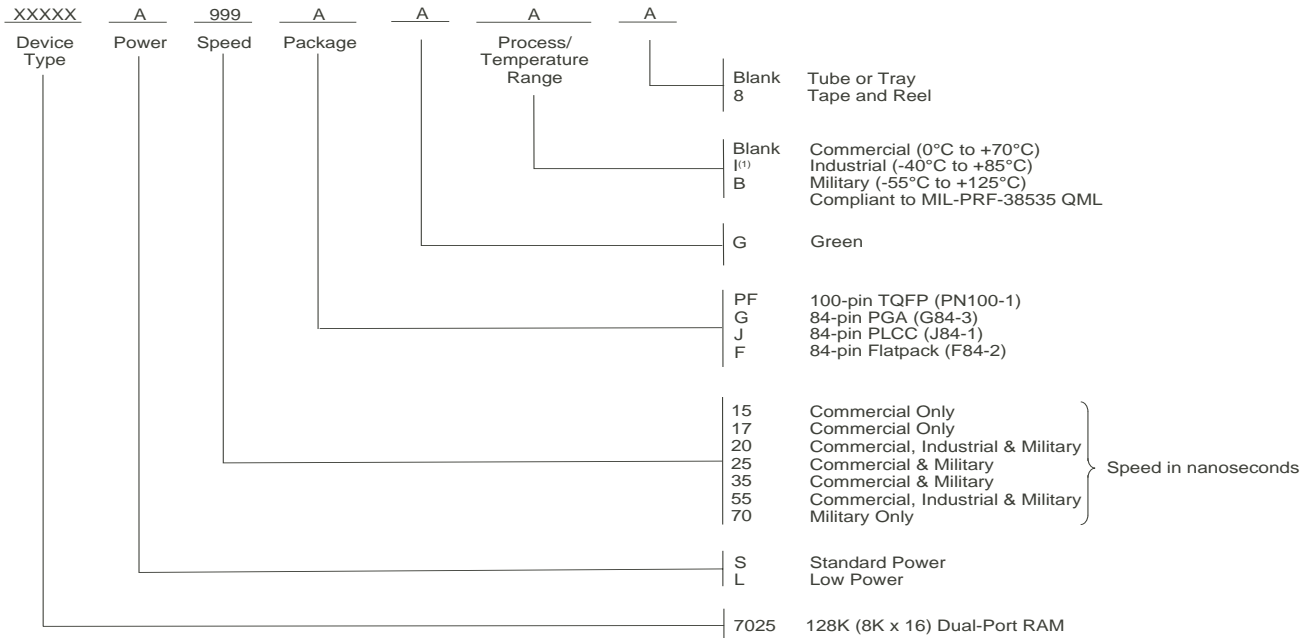 XXXXX A 999 A A A A
Device Type Power Speed Package Process/ Temperature Range
Blank Tube or Tray
8 Tape and Reel
Blank Commercial (0°C to +70°C)
I(1) Industrial (-40°C to +85°C)
B Military (-55°C to +125°C)
Compliant to MIL-PRF-38535 QML
G Green
PF 100-pin TQFP (PN100-1)
G 84-pin PGA (G84-3)
J 84-pin PLCC (J84-1)
F 84-pin Flatpack (F84-2)
15 Commercial Only
17 Commercial Only
20 Commercial, Industrial & Military
25 Commercial & Military
35 Commercial & Military
55 Commercial, Industrial & Military
70 Military Only
Speed in nanoseconds
S Standard Power
L Low Power
7025 128K (8K x 16) Dual-Port RAM